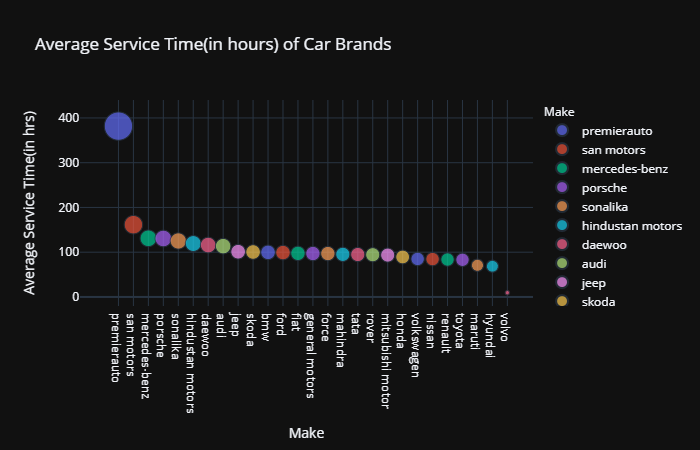 Average Service Time(in hours) of Car Brands
Average Service Time(in hrs)
400
300
200
100
0
premierauto
san motors
mercedes-benz
porsche
sonalika
hindustan motors
daewoo
audi
jeep
skoda
bmw
ford
fiat
general motors
force
mahindra
tata
rover
mitsubishi motor
honda
volkswagen
nissan
renault
toyota
maruti
hyundai
volvo
Make
Make
premierauto
san motors
mercedes-benz
porsche
sonalika
hindustan motors
daewoo
audi
jeep
skoda